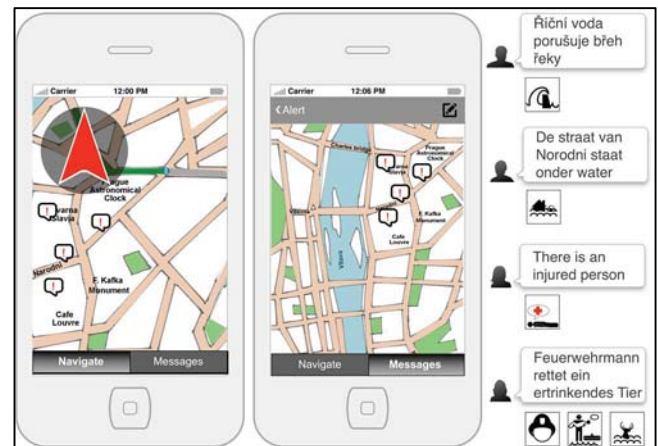 Carrier 12:00 PM
Prague
Astronomical
Clock
Narodni
F. Kafka
Monument
Cafe
Louvre
Navigate Messages
Carrier 12:06 PM
Alert
Charles bridge
Prague
Astronomical
Clock
F. Kafka
Monument
Cafe
Louvre
Navigate Messages
Říční voda
porušuje břeh
řeky
De straat van
Norodni staat
onder water
There is an
injured person
Feuerwehrmann
rettet ein
ertrinkendes Tier